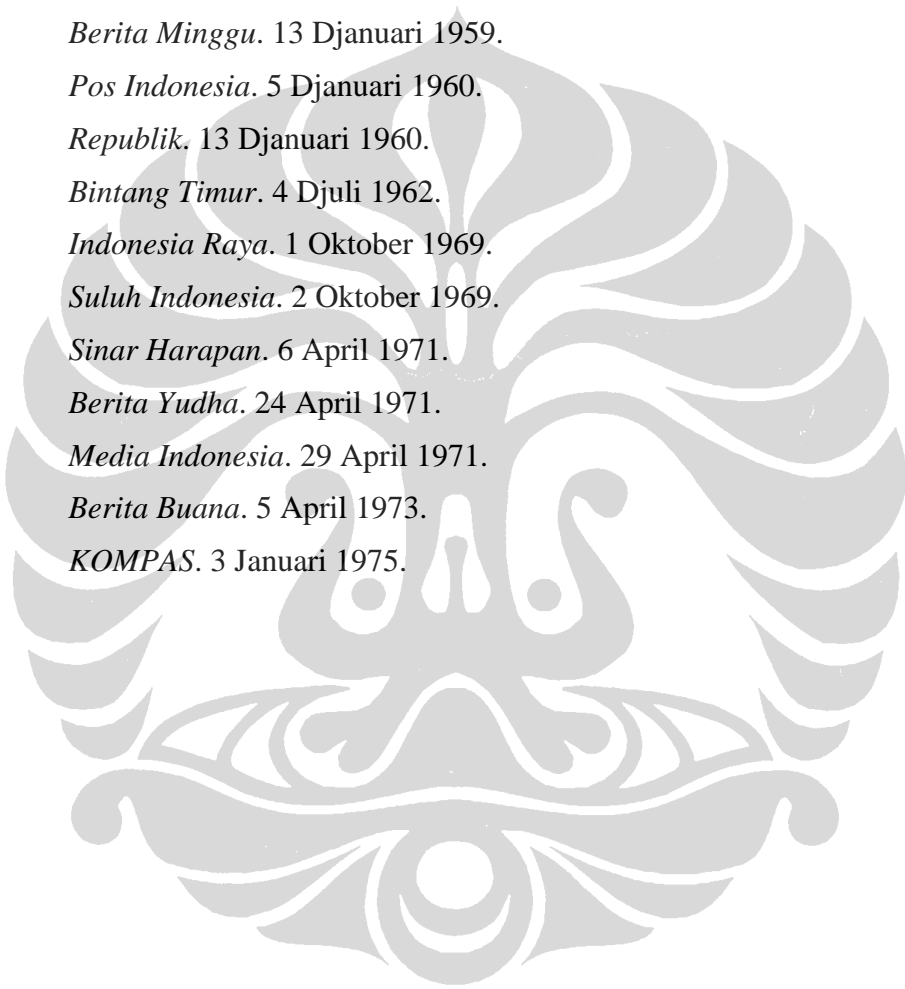 Berita Minggu. 13 Djanuari 1959.
Pos Indonesia. 5 Djanuari 1960.
Republik. 13 Djanuari 1960.
Bintang Timur. 4 Djuli 1962.
Indonesia Raya. 1 Oktober 1969.
Suluh Indonesia. 2 Oktober 1969.
Sinar Harapan. 6 April 1971.
Berita Yudha. 24 April 1971.
Media Indonesia. 29 April 1971.
Berita Buana. 5 April 1973.
KOMPAS. 3 Januari 1975.